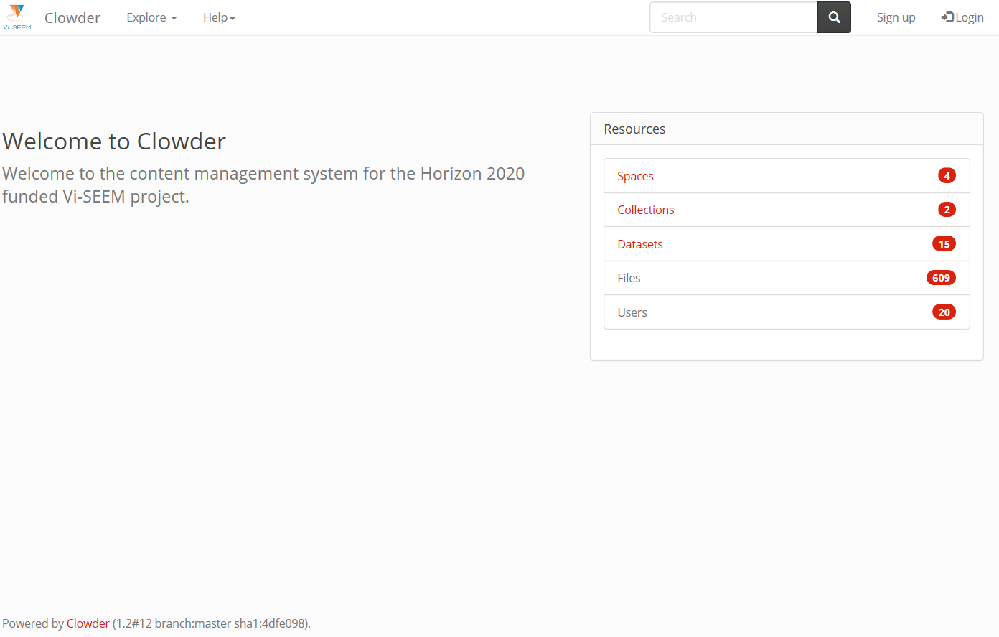 Vi-SEEM
Clowder
Explore
Help
Search
Sign up
Login
Welcome to Clowder
Welcome to the content management system for the Horizon 2020
funded Vi-SEEM project.
Resources
Spaces 4
Collections 2
Datasets 15
Files 609
Users 20
Powered by Clowder (1.2#12 branch:master sha1:4dfe098).